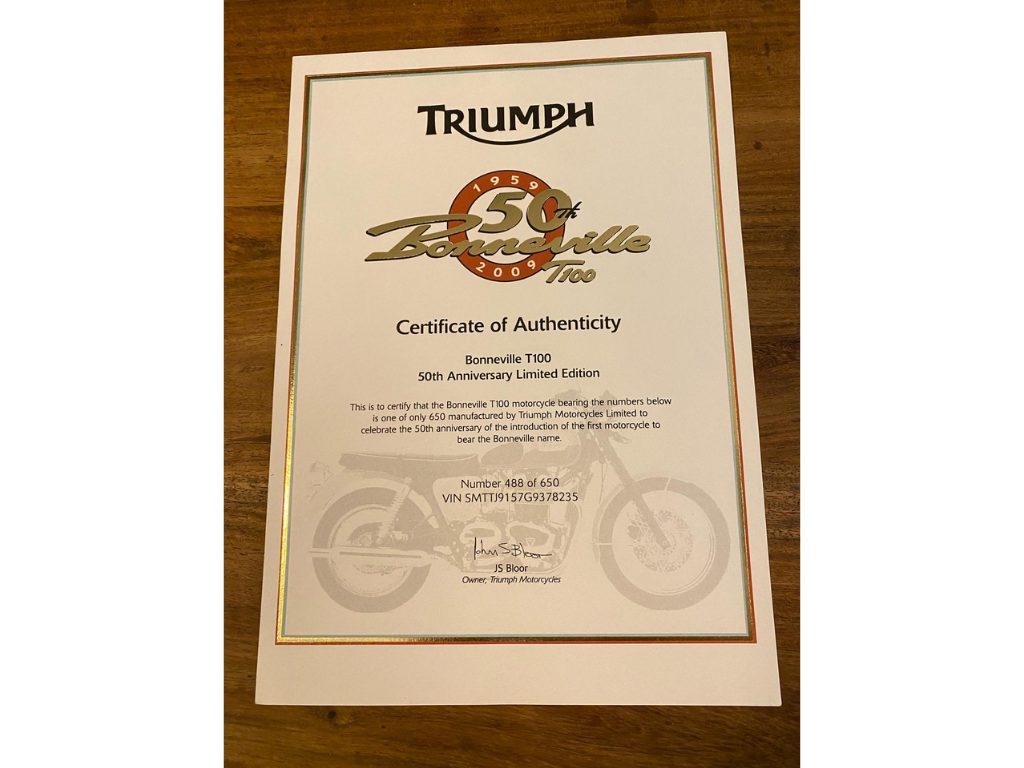 TRIUMPH
1959
50th
Bonneville
2009
T100
Certificate of Authenticity
Bonneville T100
50th Anniversary Limited Edition
This is to certify that the Bonneville T100 motorcycle bearing the numbers below
is one of only 650 manufactured by Triumph Motorcycles Limited to
celebrate the 50th anniversary of the introduction of the first motorcycle to
bear the Bonneville name.
Number 488 of 650
VIN SMTTJ9157G9378235
John S Bloor
JS Bloor
Owner, Triumph Motorcycles